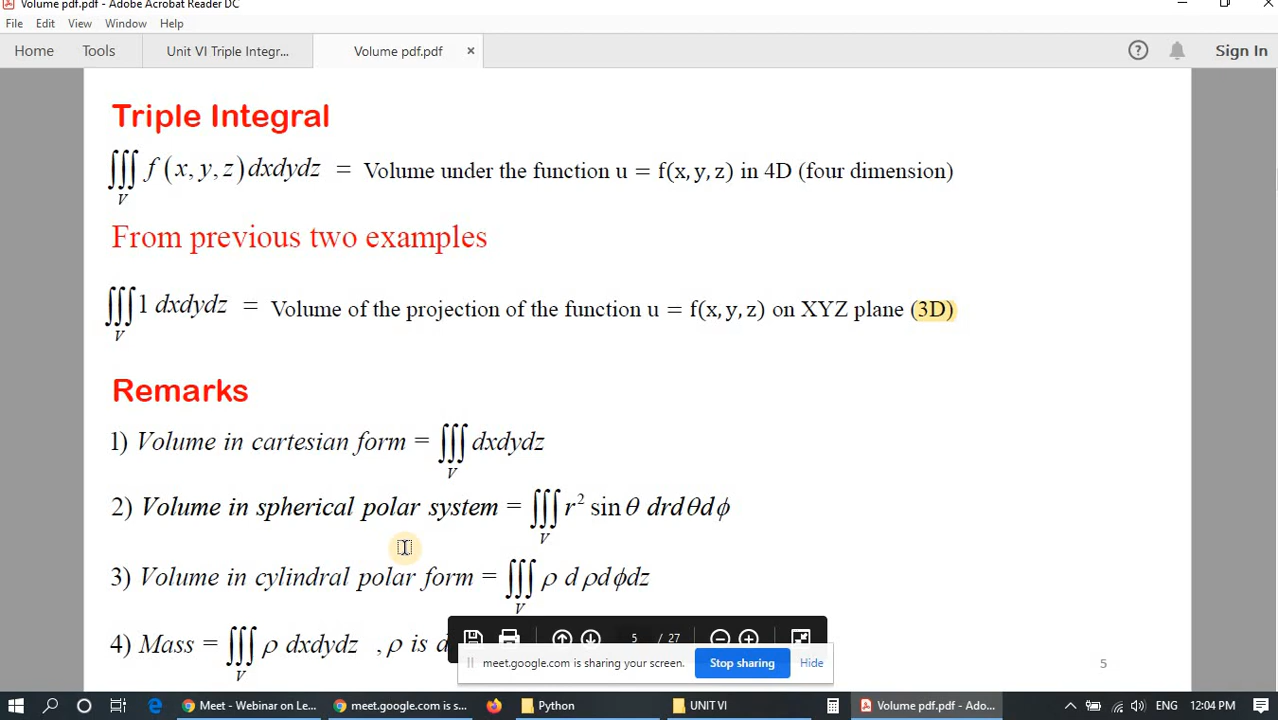 Volume pdf.pdf - Adobe Acrobat Reader DC
File Edit View Window Help
Home Tools Unit VI Triple Integr... Volume pdf.pdf × Sign In
Triple Integral
∭_V f(x, y, z)dxdydz = Volume under the function u = f(x, y, z) in 4D (four dimension)
From previous two examples
∭_V 1 dxdydz = Volume of the projection of the function u = f(x, y, z) on XYZ plane (3D)
Remarks
1) Volume in cartesian form = ∭_V dxdydz
2) Volume in spherical polar system = ∭_V r² sin θ drdθdϕ
3) Volume in cylindral polar form = ∭_V ρ dρdϕdz
4) Mass = ∭_V ρ dxdydz , ρ is d
5 / 27
meet.google.com is sharing your screen. Stop sharing Hide
5
Meet - Webinar on Le... meet.google.com is s... Python UNIT VI Volume pdf.pdf - Ado... ENG 12:04 PM